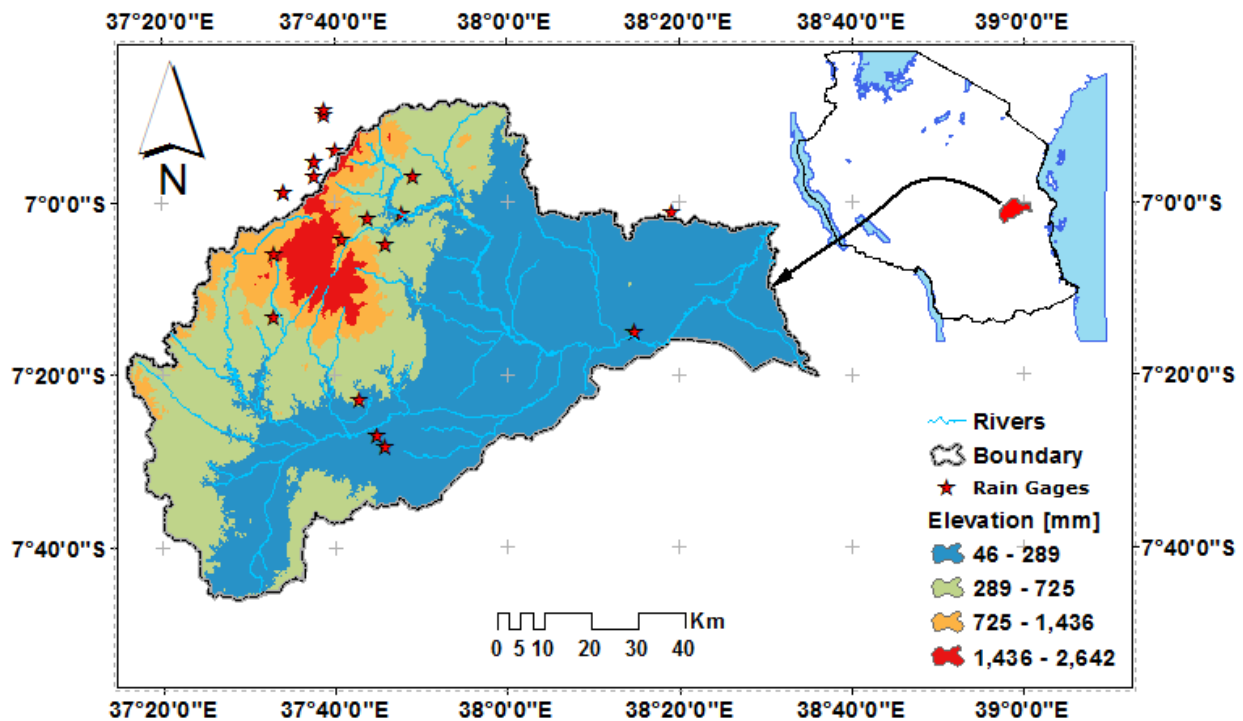 37°20'0"E 37°40'0"E 38°0'0"E 38°20'0"E 38°40'0"E 39°0'0"E
N
7°0'0"S 7°0'0"S
7°20'0"S 7°20'0"S
Rivers
Boundary
Rain Gages
Elevation [mm]
7°40'0"S 7°40'0"S
46 - 289
289 - 725
725 - 1,436
1,436 - 2,642
Km
0 5 10 20 30 40
37°20'0"E 37°40'0"E 38°0'0"E 38°20'0"E 38°40'0"E 39°0'0"E